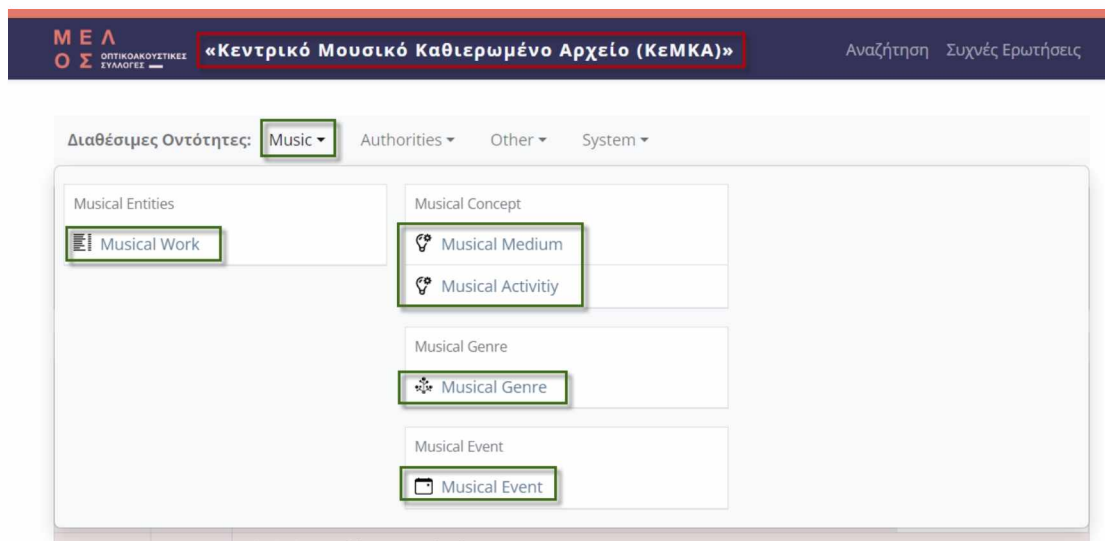 ΜΕΛ
ΟΣ ΟΠΤΙΚΟΑΚΟΥΣΤΙΚΕΣ
ΣΥΛΛΟΓΕΣ
«Κεντρικό Μουσικό Καθιερωμένο Αρχείο (ΚεΜΚΑ)»
Αναζήτηση Συχνές Ερωτήσεις
Διαθέσιμες Οντότητες: Music Authorities Other System
Musical Entities
Musical Work
Musical Concept
Musical Medium
Musical Activitiy
Musical Genre
Musical Genre
Musical Event
Musical Event